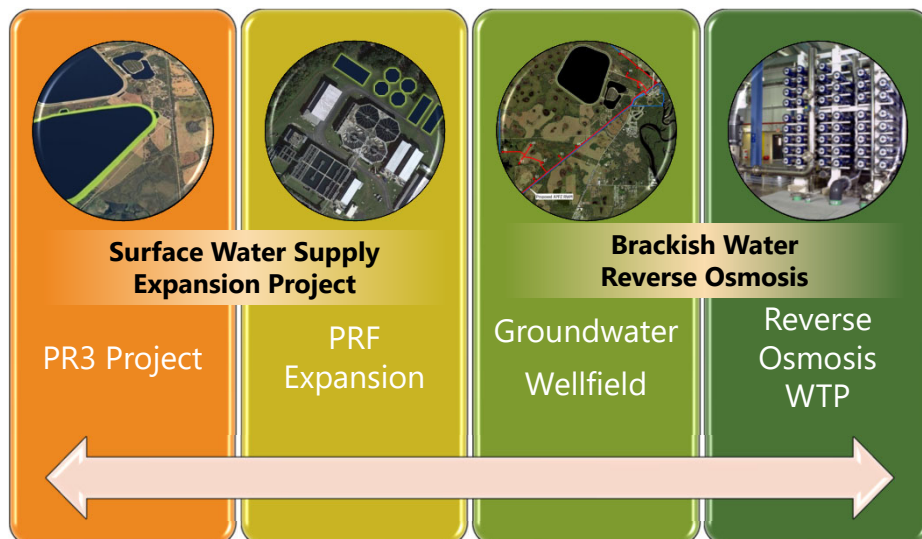 Surface Water Supply
Expansion Project
Brackish Water
Reverse Osmosis
PR3 Project
PRF
Expansion
Groundwater
Wellfield
Reverse
Osmosis
WTP